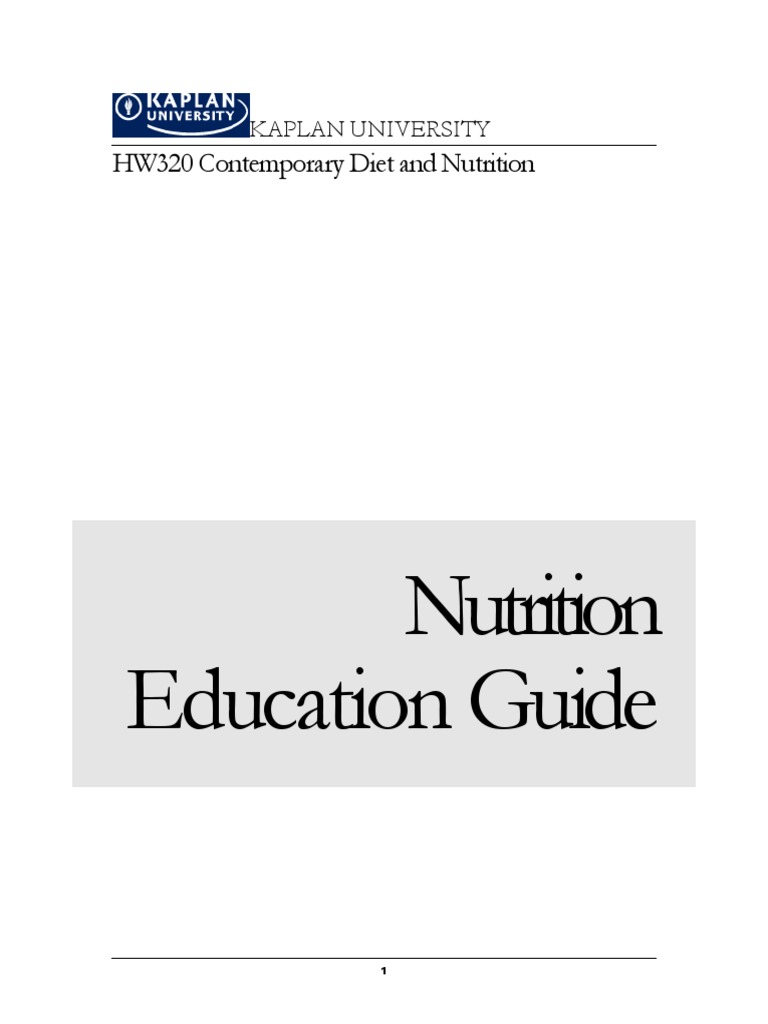 KAPLAN
UNIVERSITY
KAPLAN UNIVERSITY
HW320 Contemporary Diet and Nutrition
Nutrition
Education Guide
1